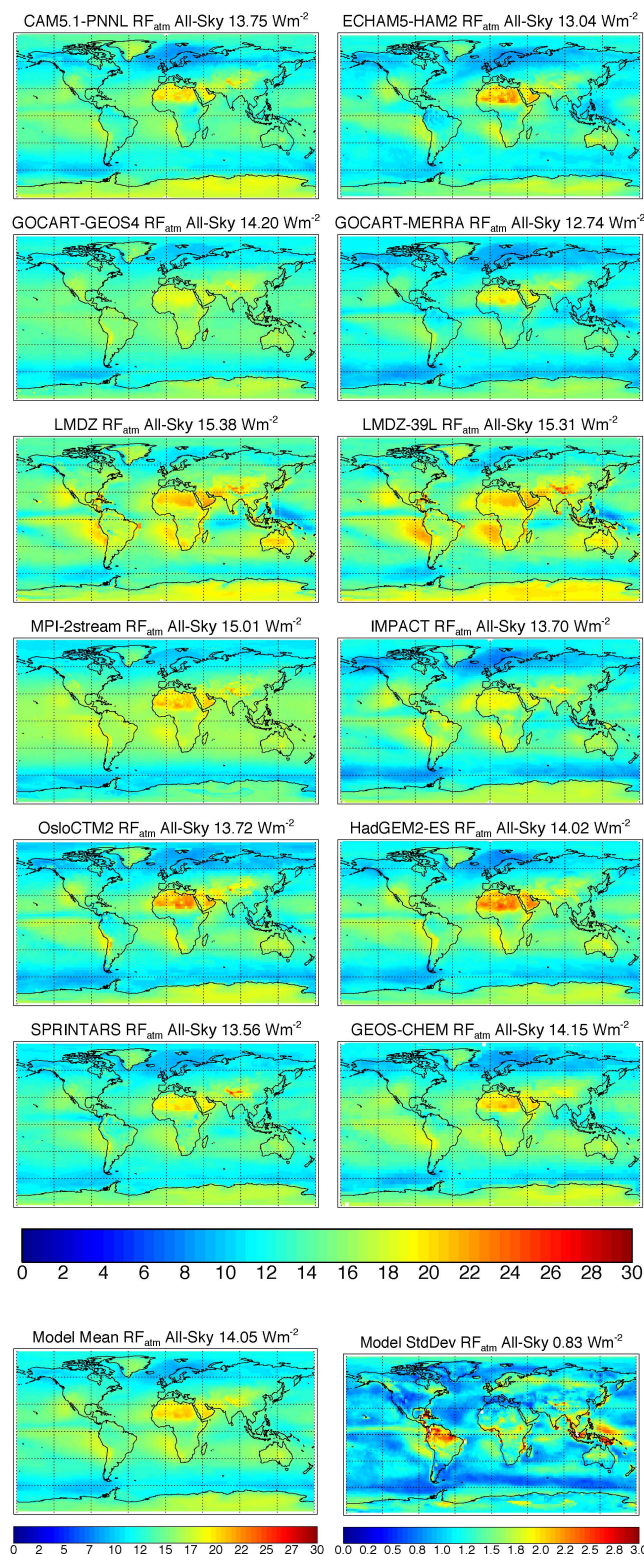 CAM5.1-PNNL RFatm All-Sky 13.75 Wm-2
ECHAM5-HAM2 RFatm All-Sky 13.04 Wm-2
GOCART-GEOS4 RFatm All-Sky 14.20 Wm-2
GOCART-MERRA RFatm All-Sky 12.74 Wm-2
LMDZ RFatm All-Sky 15.38 Wm-2
LMDZ-39L RFatm All-Sky 15.31 Wm-2
MPI-2stream RFatm All-Sky 15.01 Wm-2
IMPACT RFatm All-Sky 13.70 Wm-2
OsloCTM2 RFatm All-Sky 13.72 Wm-2
HadGEM2-ES RFatm All-Sky 14.02 Wm-2
SPRINTARS RFatm All-Sky 13.56 Wm-2
GEOS-CHEM RFatm All-Sky 14.15 Wm-2
0 2 4 6 8 10 12 14 16 18 20 22 24 26 28 30
Model Mean RFatm All-Sky 14.05 Wm-2
Model StdDev RFatm All-Sky 0.83 Wm-2
0 2 5 7 10 12 15 17 20 22 25 27 30
0.0 0.2 0.5 0.8 1.0 1.2 1.5 1.8 2.0 2.2 2.5 2.8 3.0